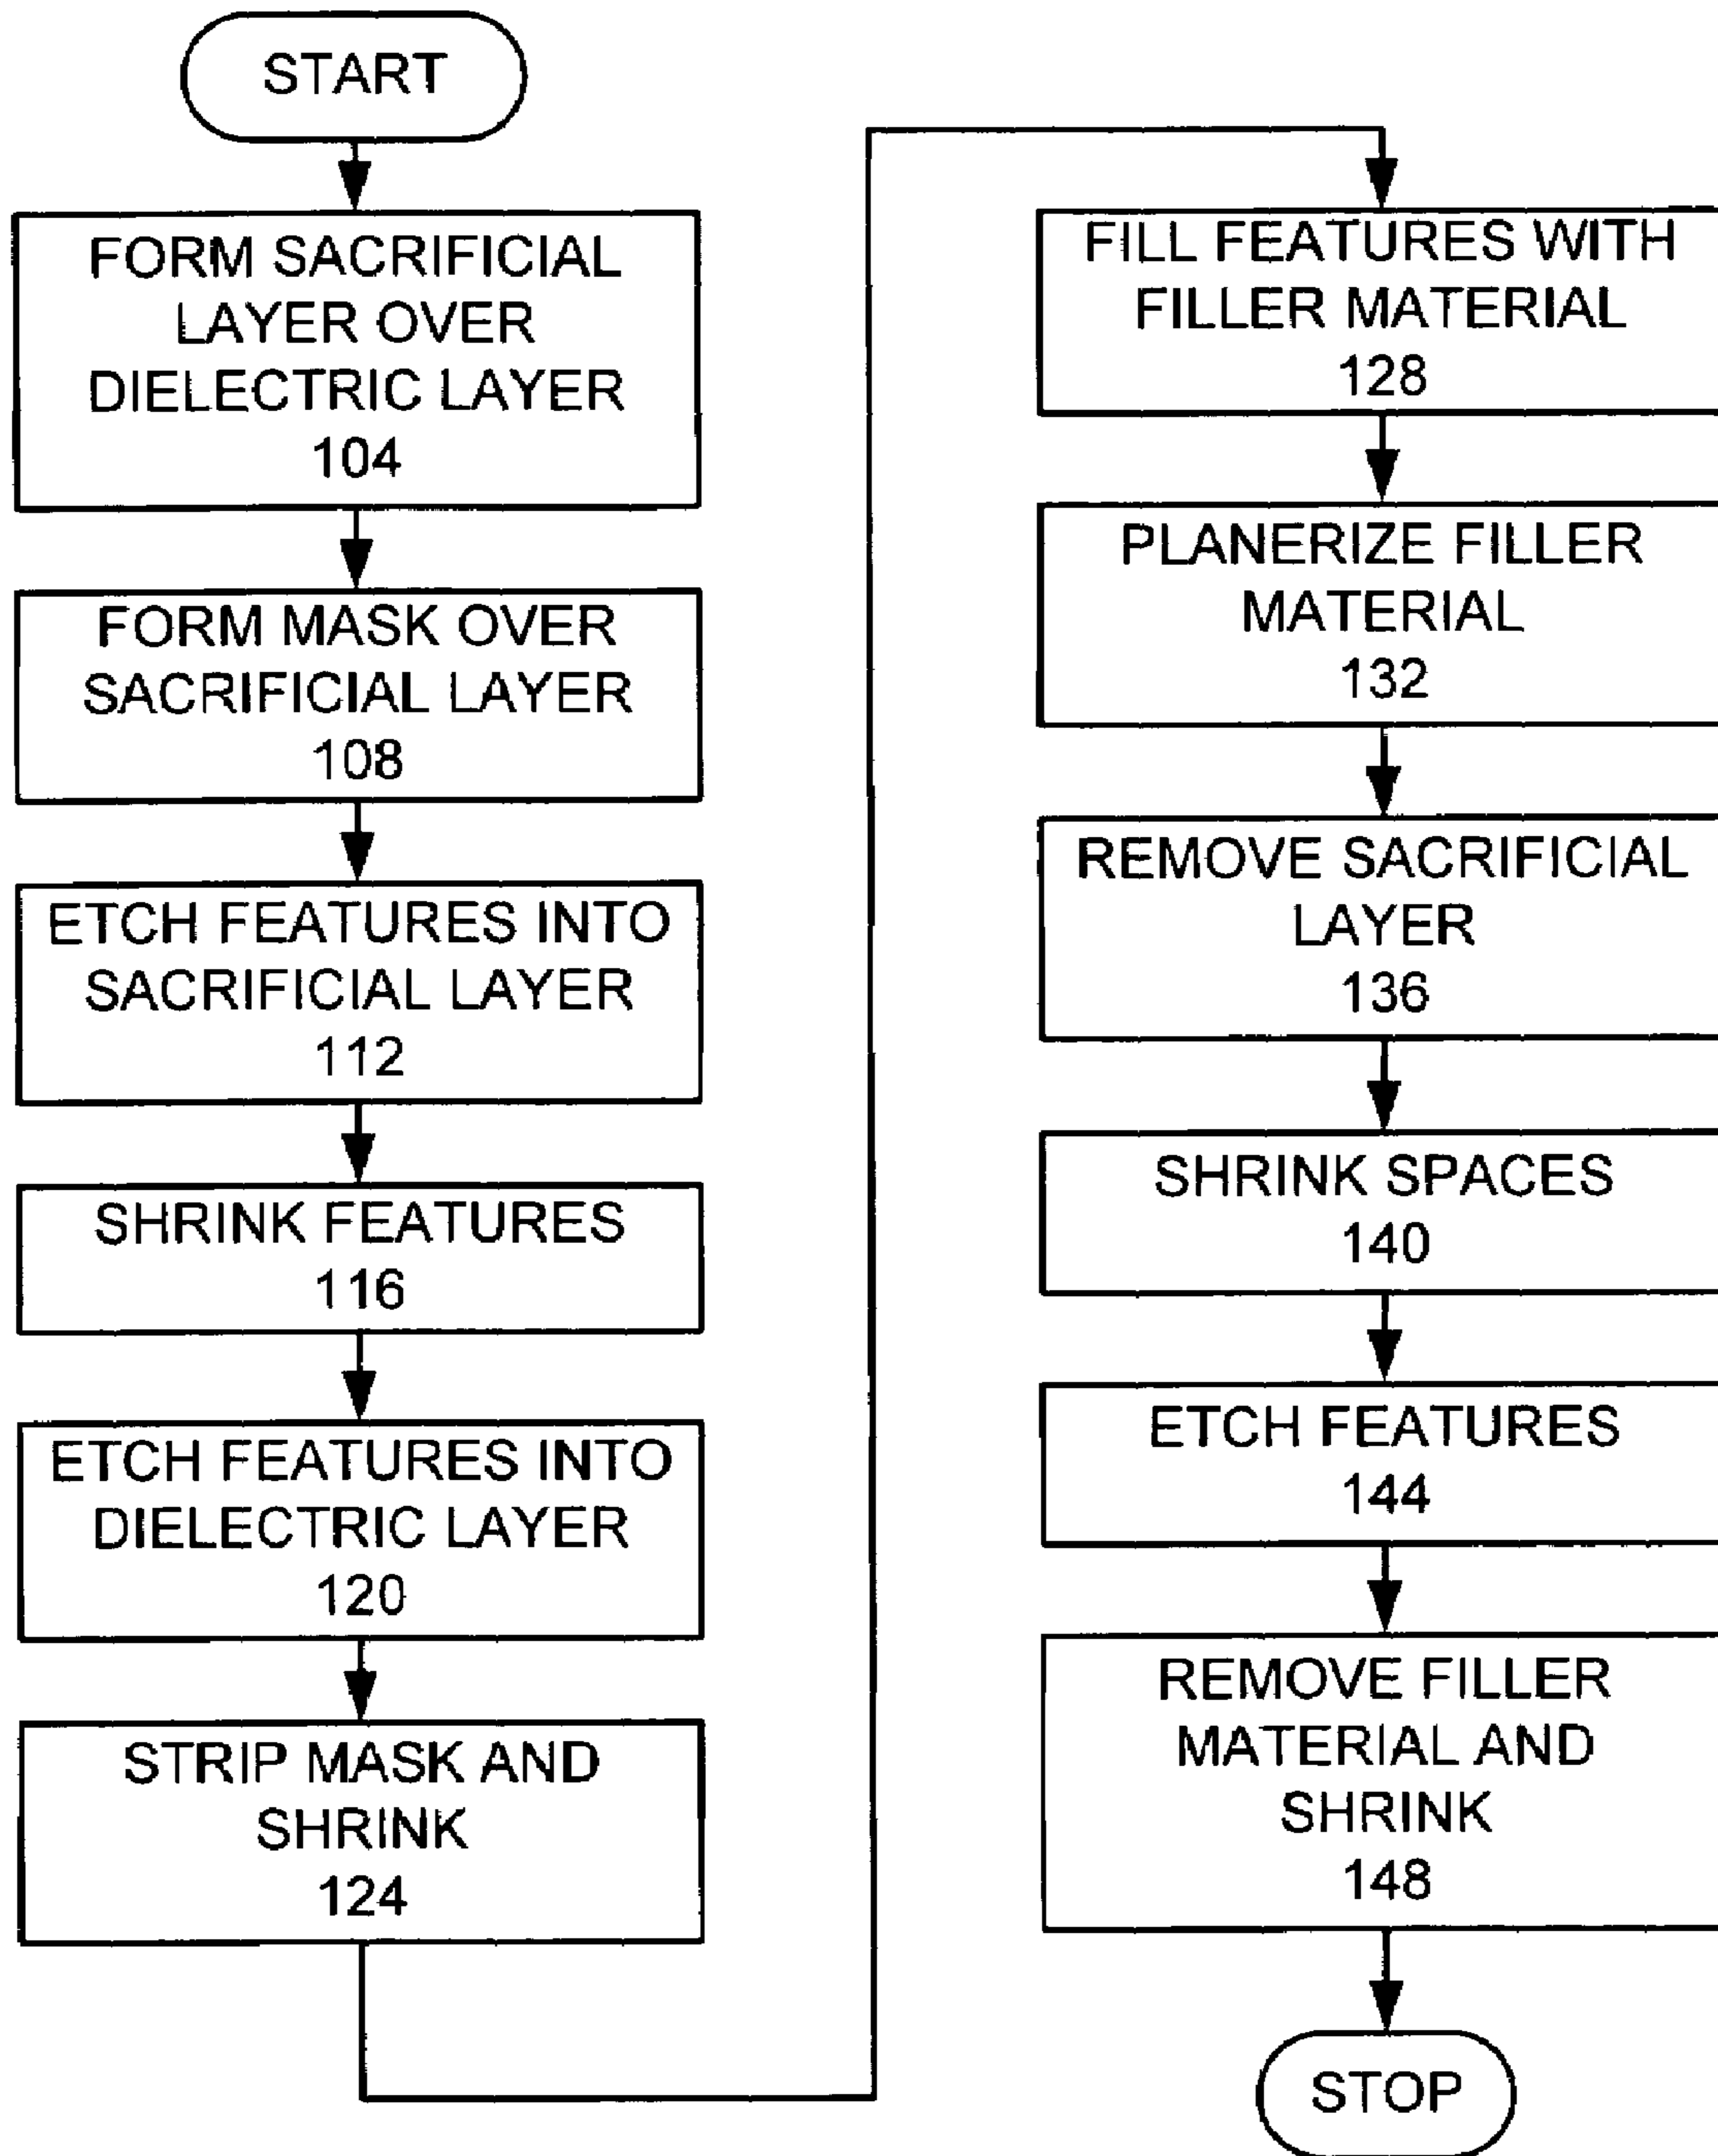 START
FORM SACRIFICIAL
LAYER OVER
DIELECTRIC LAYER
104
FORM MASK OVER
SACRIFICIAL LAYER
108
ETCH FEATURES INTO
SACRIFICIAL LAYER
112
SHRINK FEATURES
116
ETCH FEATURES INTO
DIELECTRIC LAYER
120
STRIP MASK AND
SHRINK
124
FILL FEATURES WITH
FILLER MATERIAL
128
PLANERIZE FILLER
MATERIAL
132
REMOVE SACRIFICIAL
LAYER
136
SHRINK SPACES
140
ETCH FEATURES
144
REMOVE FILLER
MATERIAL AND
SHRINK
148
STOP